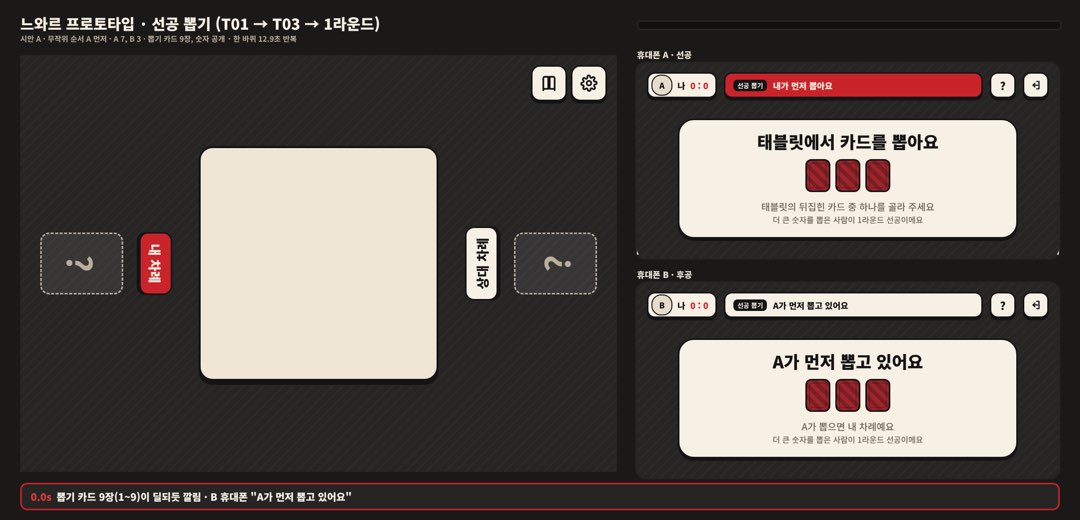 느와르 프로토타입 · 선공 뽑기 (T01 → T03 → 1라운드)
시안 A · 무작위 순서 A 먼저 · A 7, B 3 · 뽑기 카드 9장, 숫자 공개 · 한 바퀴 12.9초 반복
?
내 차례
상대 차례
?
휴대폰 A · 선공
A 나 0 : 0 선공 뽑기 내가 먼저 뽑아요 ?
태블릿에서 카드를 뽑아요
태블릿의 뒤집힌 카드 중 하나를 골라 주세요
더 큰 숫자를 뽑은 사람이 1라운드 선공이에요
휴대폰 B · 후공
B 나 0 : 0 선공 뽑기 A가 먼저 뽑고 있어요 ?
A가 먼저 뽑고 있어요
A가 뽑으면 내 차례예요
더 큰 숫자를 뽑은 사람이 1라운드 선공이에요
0.0s 뽑기 카드 9장(1~9)이 딜되듯 깔림 · B 휴대폰 "A가 먼저 뽑고 있어요"